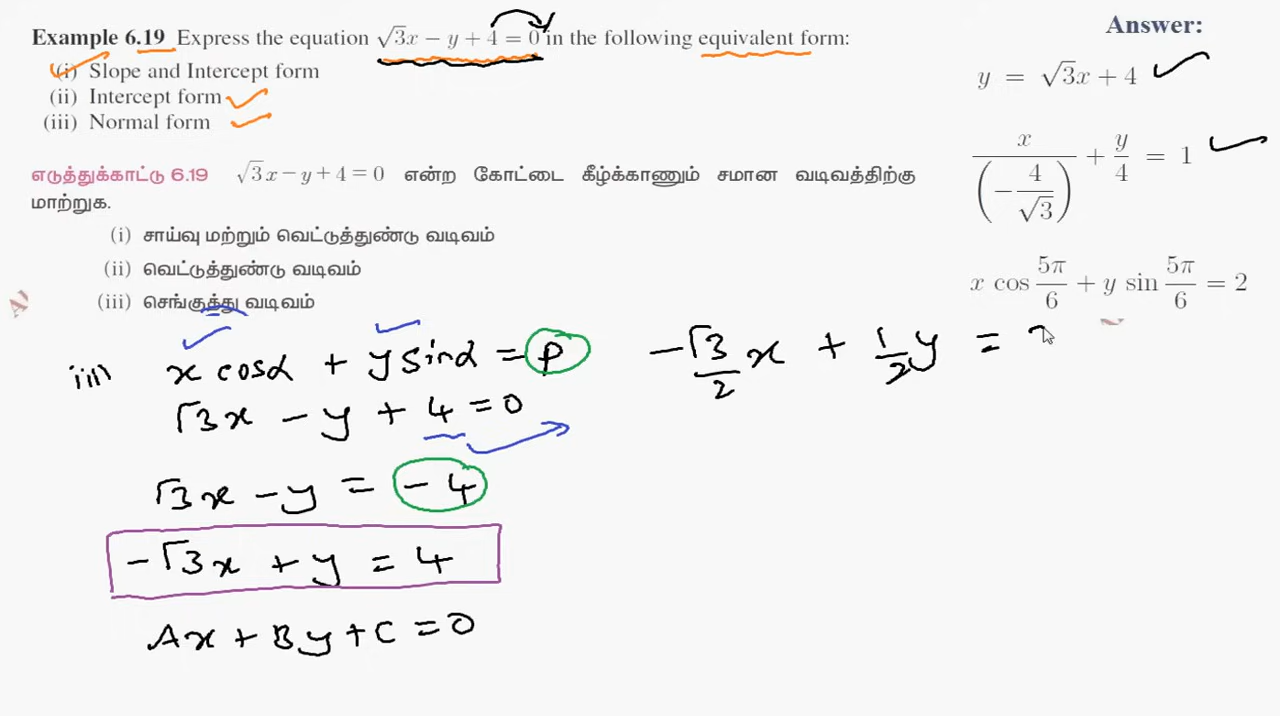 Example 6.19 Express the equation √3x − y + 4 = 0 in the following equivalent form:
(i) Slope and Intercept form
(ii) Intercept form
(iii) Normal form
எடுத்துக்காட்டு 6.19 √3x − y + 4 = 0 என்ற கோட்டை கீழ்க்காணும் சமான வடிவத்திற்கு
மாற்றுக.
(i) சாய்வு மற்றும் வெட்டுத்துண்டு வடிவம்
(ii) வெட்டுத்துண்டு வடிவம்
(iii) செங்குத்து வடிவம்
Answer:
y = √3x + 4
x/(−4/√3) + y/4 = 1
x cos 5π/6 + y sin 5π/6 = 2
iii) x cosα + y sinα = p
√3x − y + 4 = 0
√3x − y = −4
−√3x + y = 4
Ax + By + C = 0
−√3/2 x + 1/2 y =